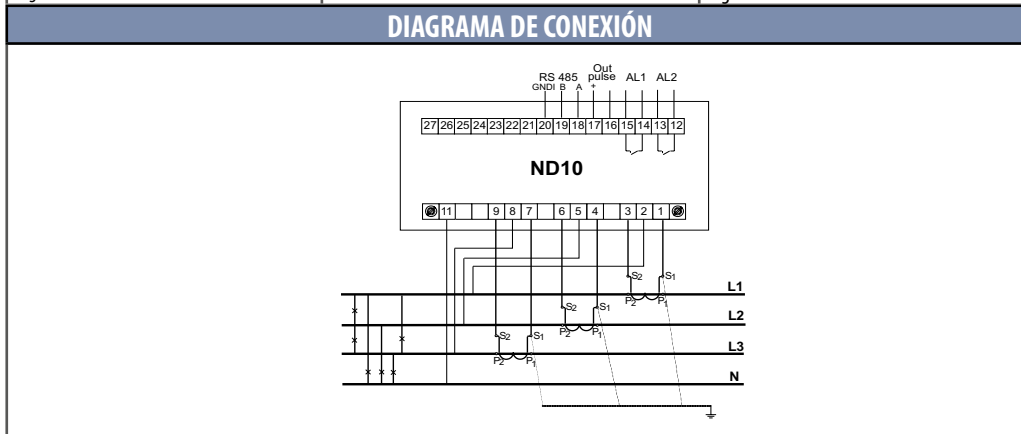 DIAGRAMA DE CONEXIÓN
Out
RS 485 pulse AL1 AL2
GNDI B A +
27 26 25 24 23 22 21 20 19 18 17 16 15 14 13 12
ND10
11 9 8 7 6 5 4 3 2 1
S2 S1
L1
P2 P1
S2 S1
L2
P2 P1
S2 S1
L3
P2 P1
N